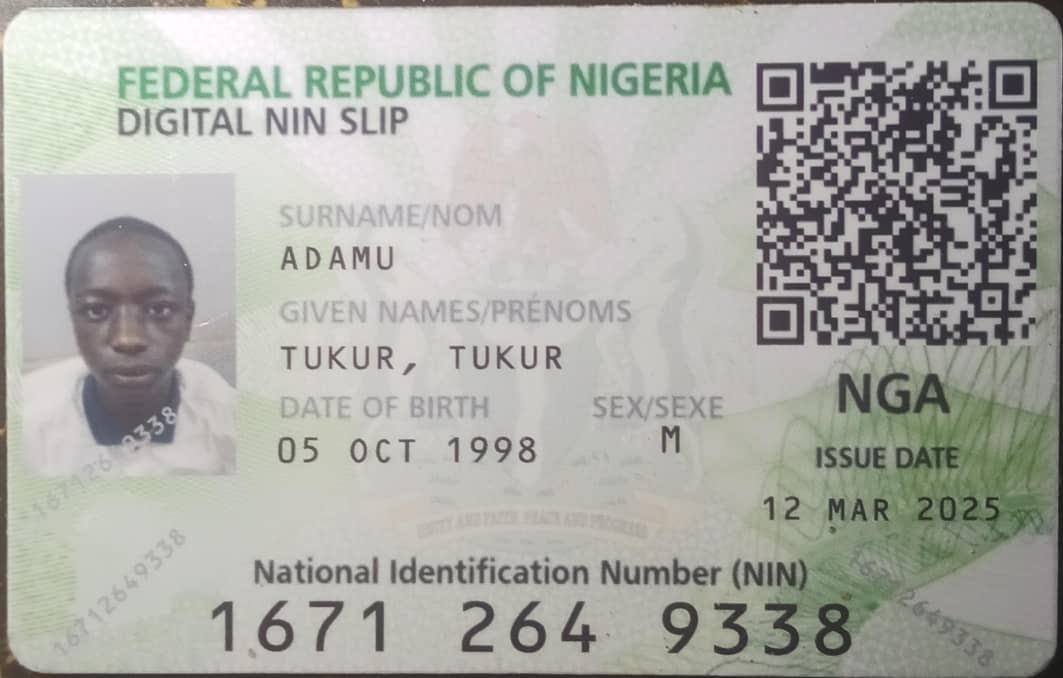 FEDERAL REPUBLIC OF NIGERIA
DIGITAL NIN SLIP
SURNAME/NOM
ADAMU
GIVEN NAMES/PRÉNOMS
TUKUR, TUKUR
DATE OF BIRTH
SEX/SEXE
05 OCT 1998
M
NGA
ISSUE DATE
12 MAR 2025
UNITY AND FAITH, PEACE AND PROGRESS
National Identification Number (NIN)
1671 264 9338
16712649338
16712649338
16712649338